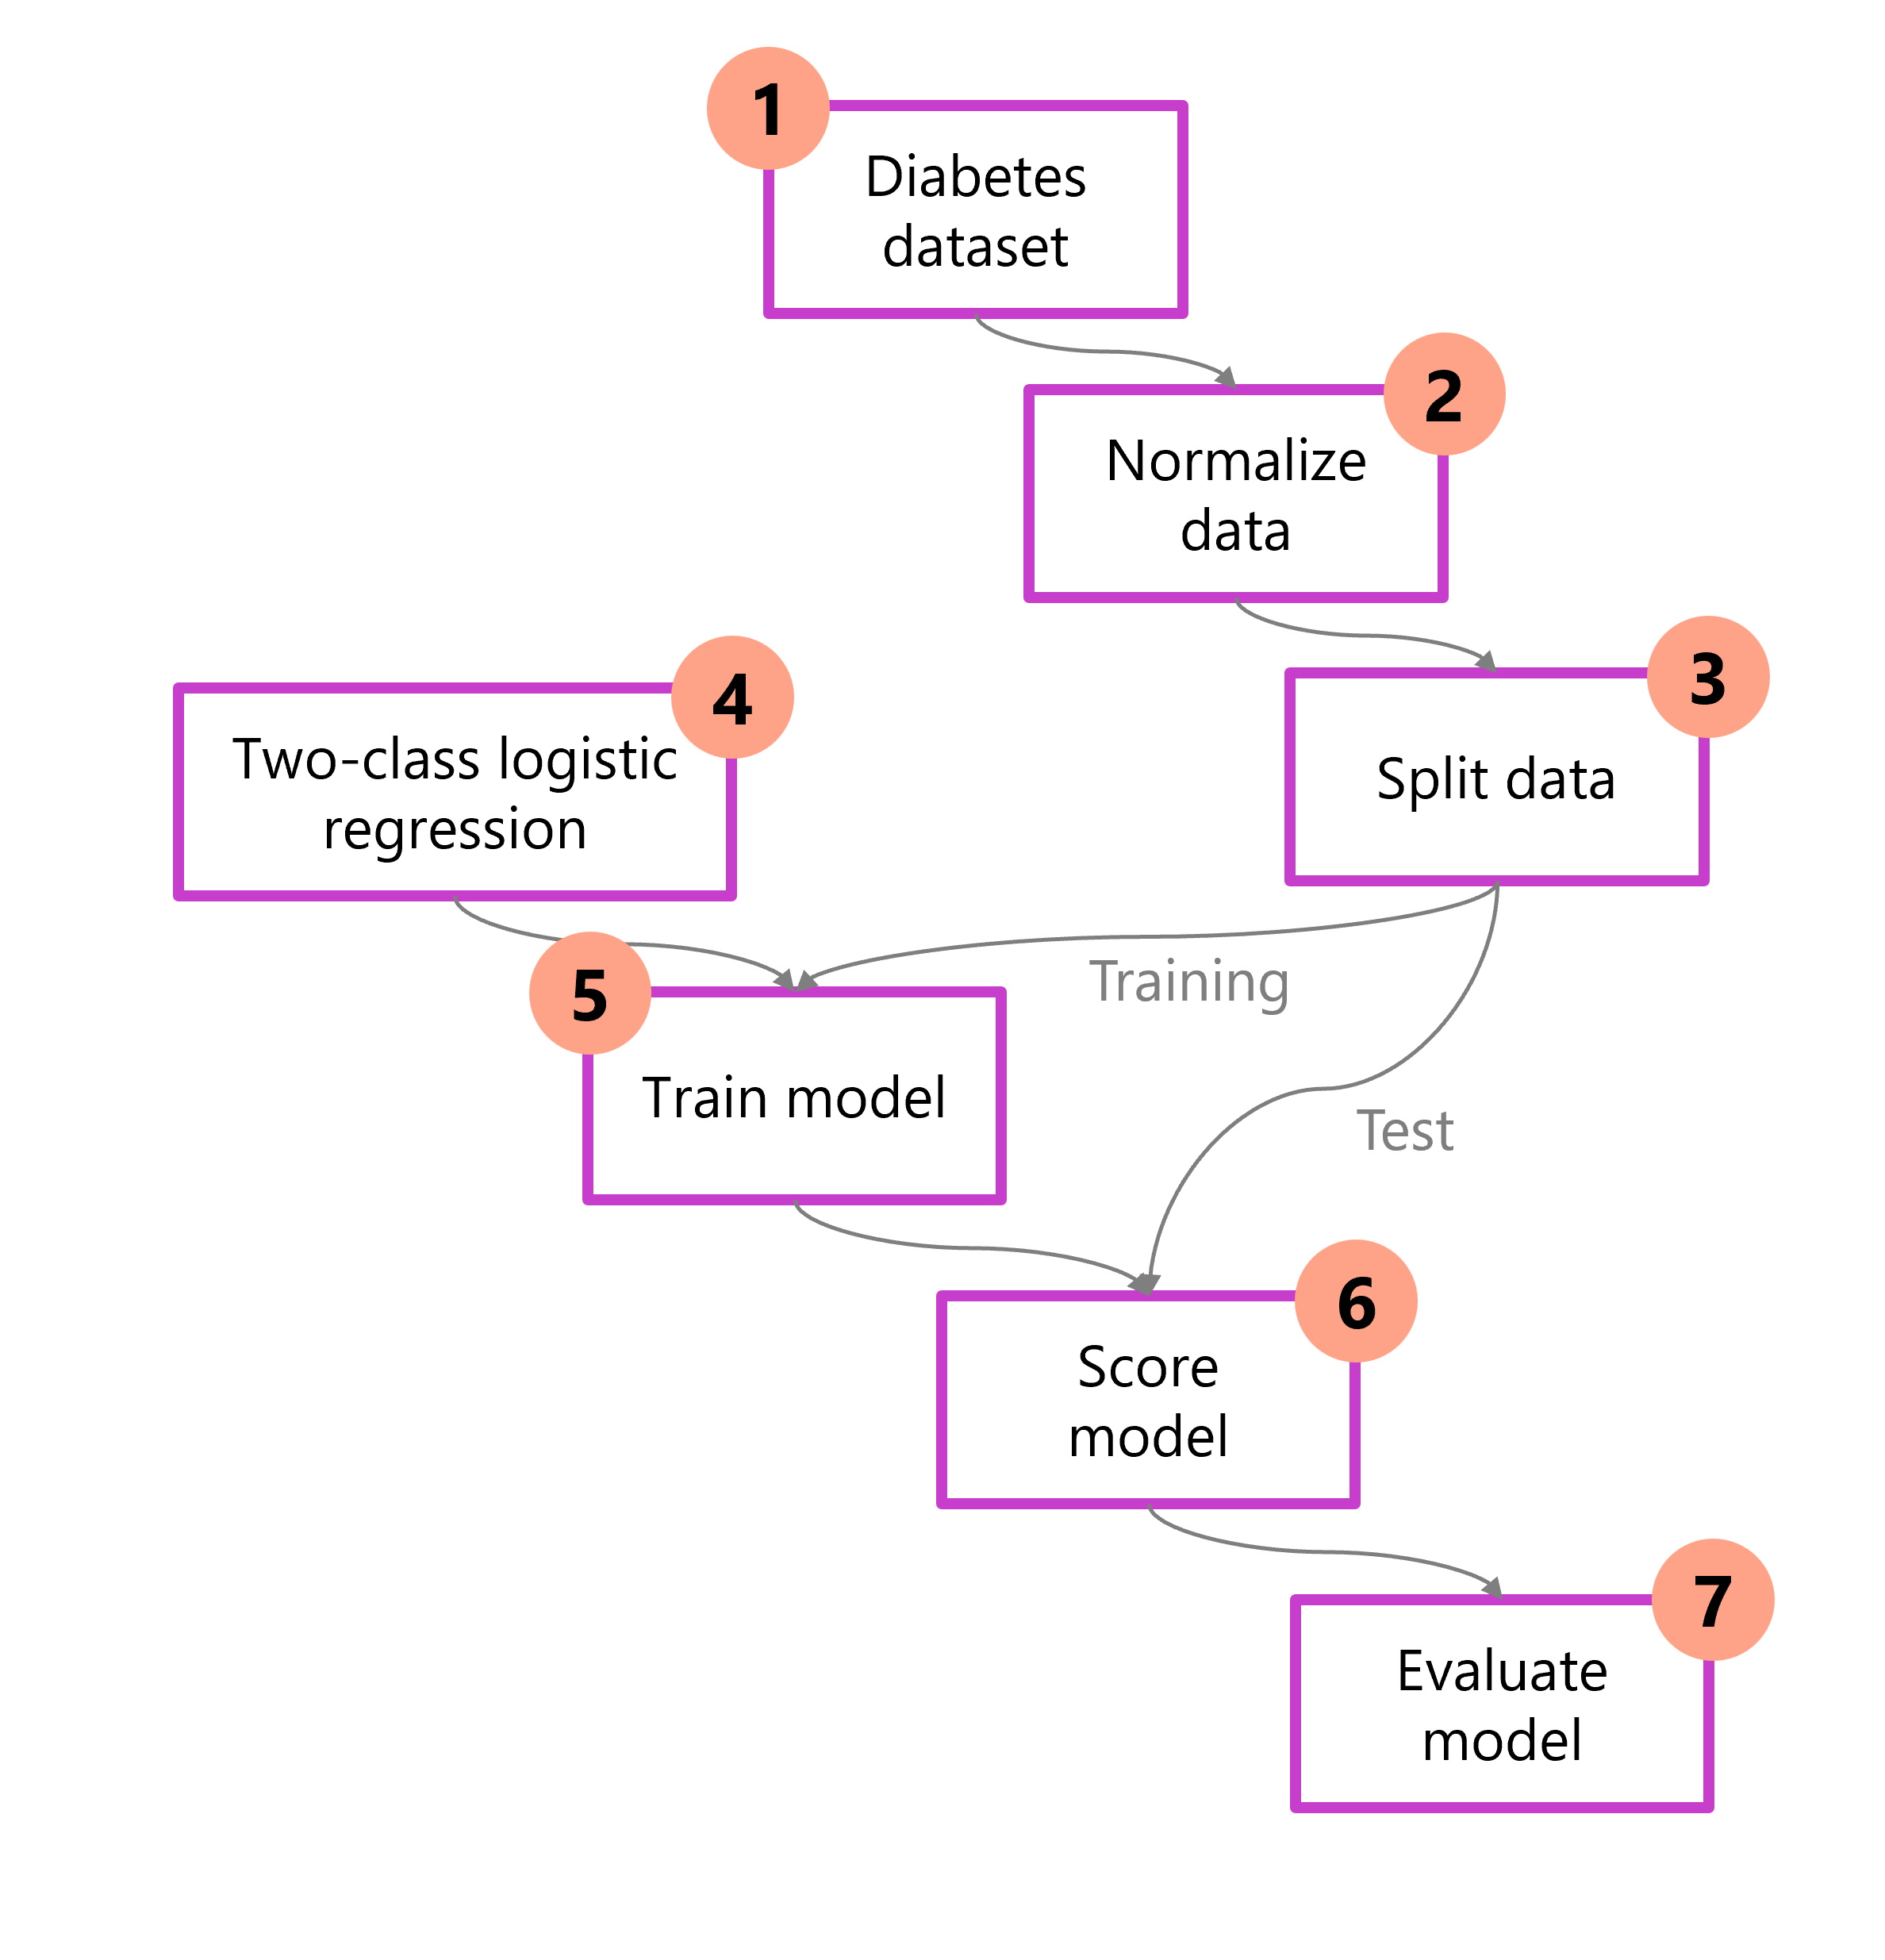 1
Diabetes
dataset
2
Normalize
data
3
Split data
4
Two-class logistic
regression
Training
5
Train model
Test
6
Score
model
7
Evaluate
model